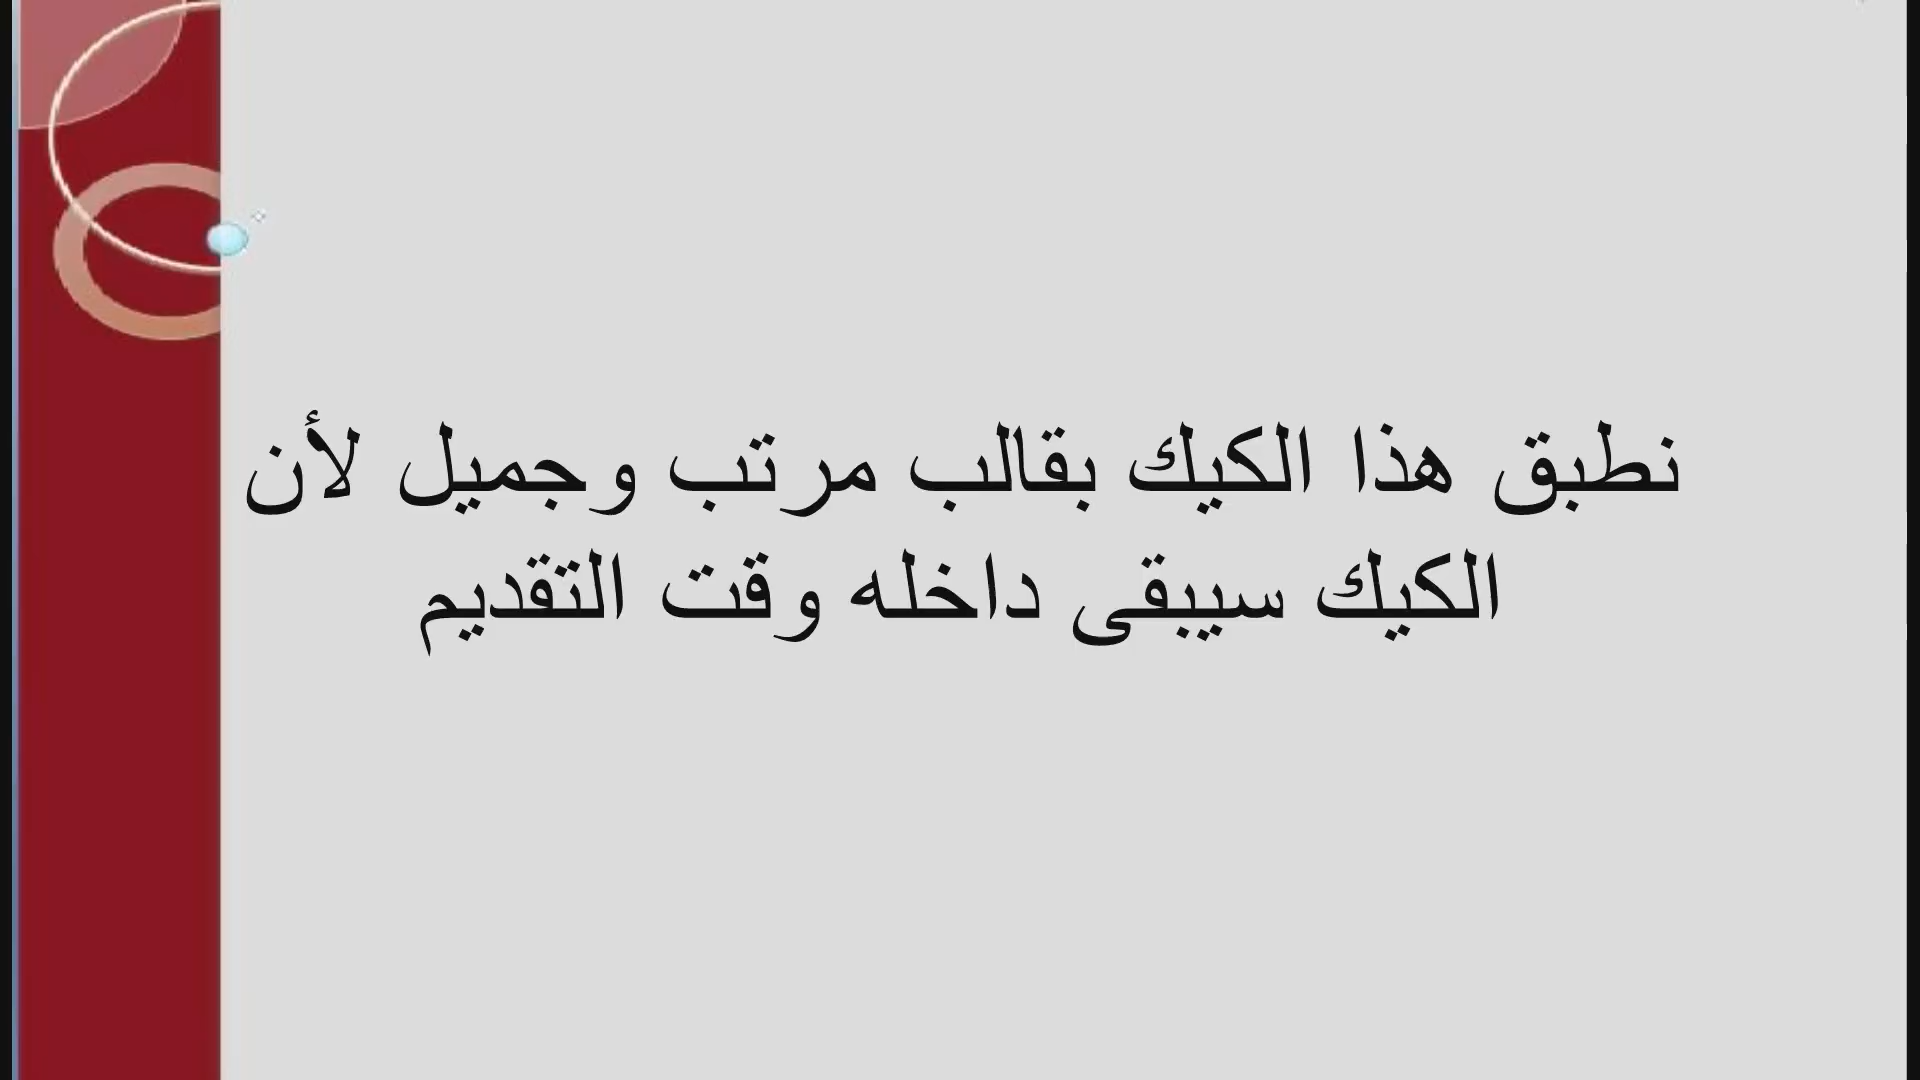 نطبق هذا الكيك بقالب مرتب وجميل لأن
الكيك سيبقى داخله وقت التقديم